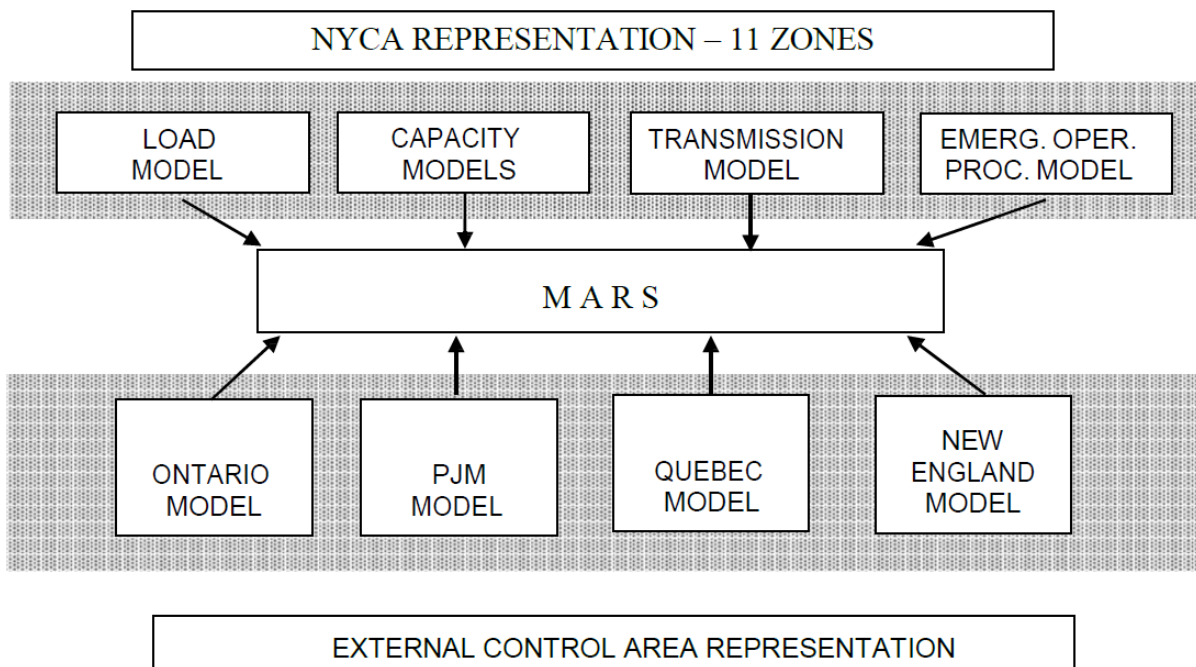 NYCA REPRESENTATION – 11 ZONES
LOAD
MODEL
CAPACITY
MODELS
TRANSMISSION
MODEL
EMERG. OPER.
PROC. MODEL
M A R S
ONTARIO
MODEL
PJM
MODEL
QUEBEC
MODEL
NEW
ENGLAND
MODEL
EXTERNAL CONTROL AREA REPRESENTATION